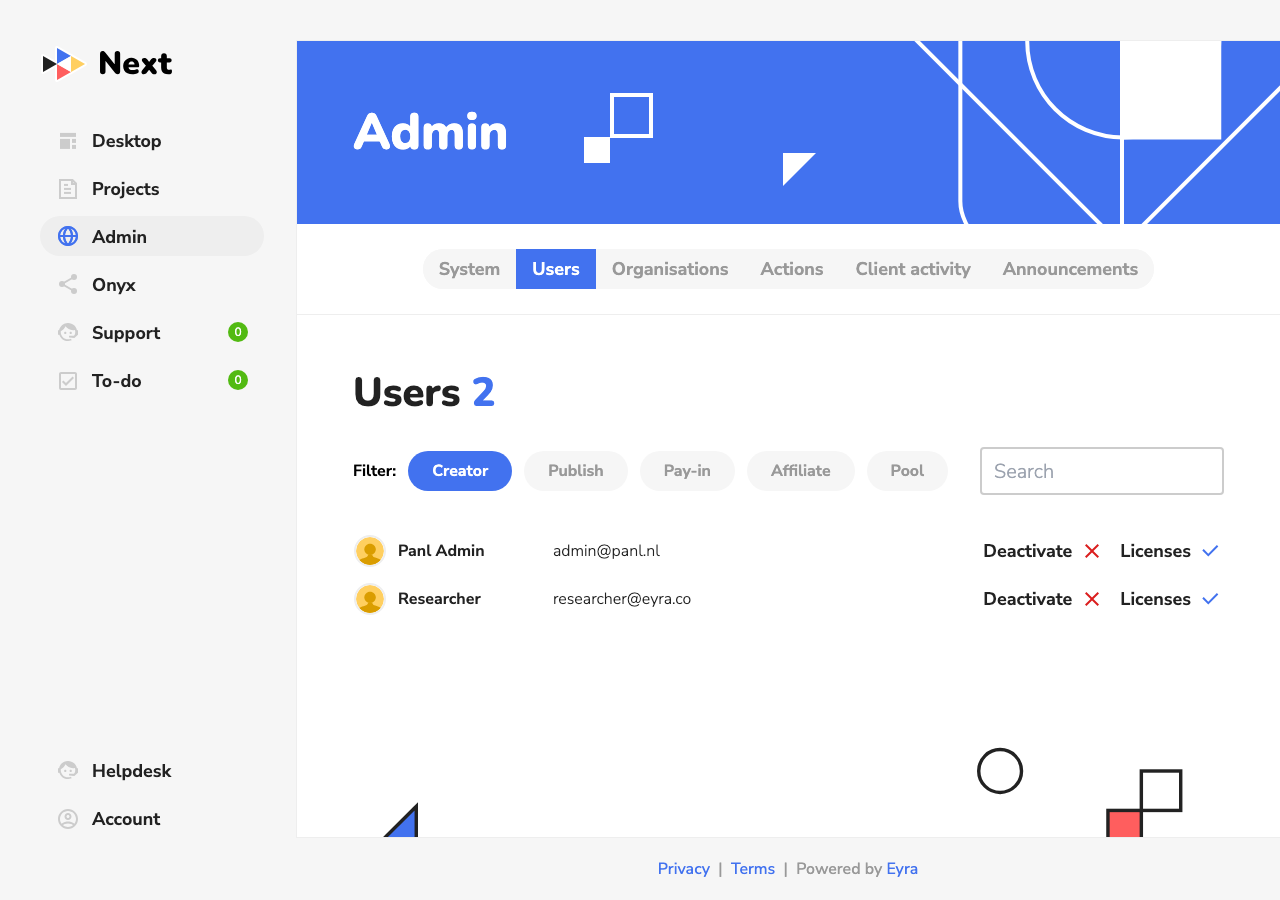 Next
Desktop
Projects
Admin
Onyx
Support 0
To-do 0
Helpdesk
Account
Admin
System Users Organisations Actions Client activity Announcements
Users 2
Filter: Creator Publish Pay-in Affiliate Pool Search
Panl Admin admin@panl.nl Deactivate Licenses
Researcher researcher@eyra.co Deactivate Licenses
Privacy | Terms | Powered by Eyra